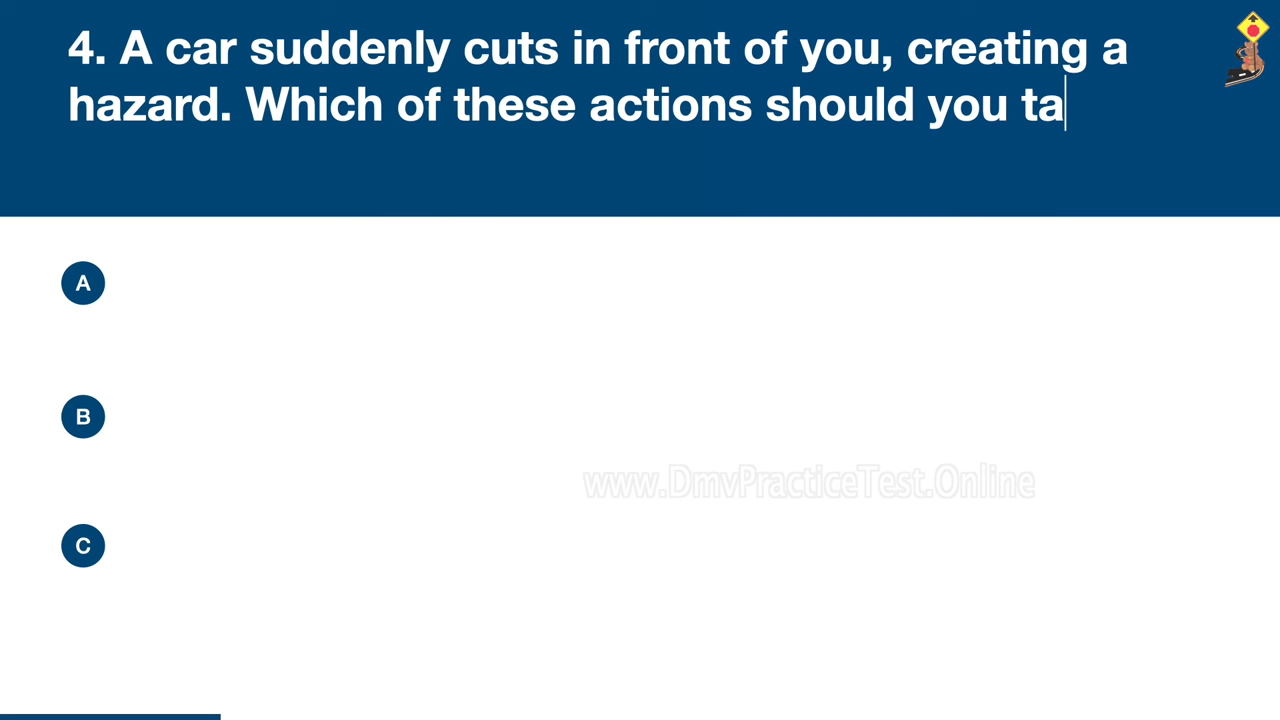 4. A car suddenly cuts in front of you, creating a
hazard. Which of these actions should you ta
A
B
www.DmvPracticeTest.Online
C